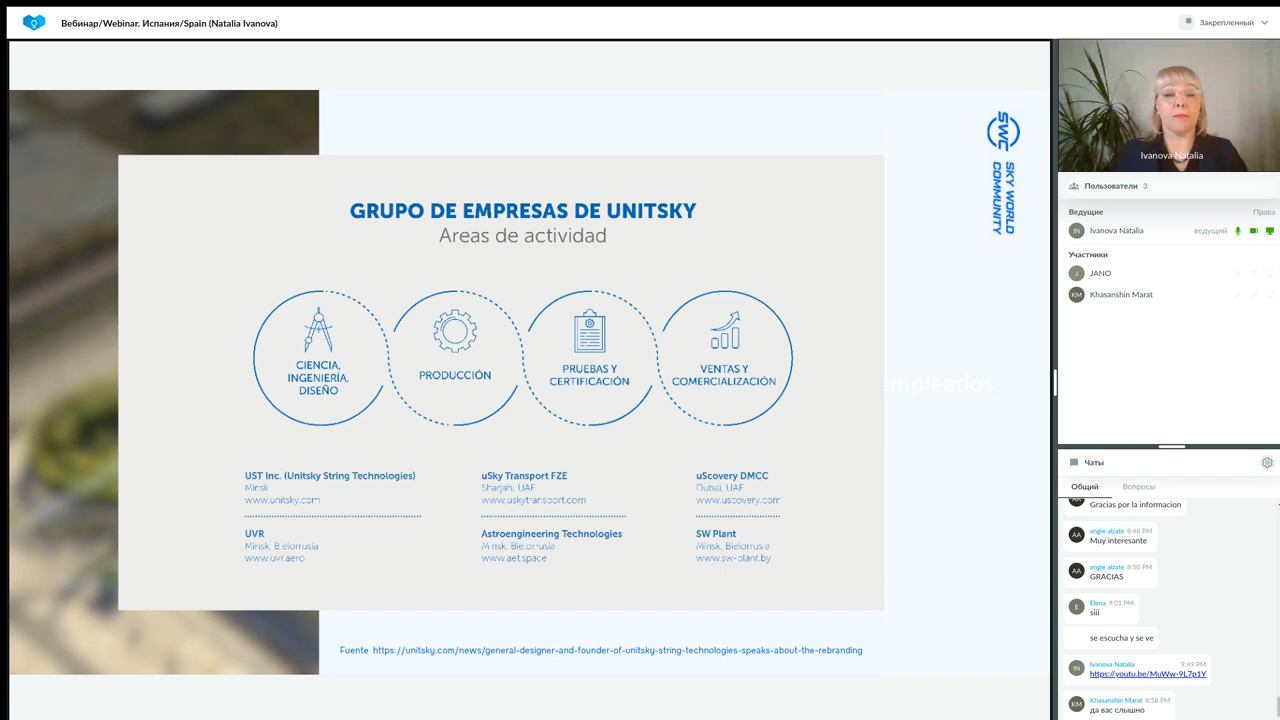 Вебинар/Webinar. Испания/Spain (Natalia Ivanova)
Закрепленный
SWC
SKY WORLD
COMMUNITY
GRUPO DE EMPRESAS DE UNITSKY
Areas de actividad
CIENCIA,
INGENIERÍA,
DISEÑO
PRODUCCIÓN
PRUEBAS Y
CERTIFICACIÓN
VENTAS Y
COMERCIALIZACIÓN
empleados
UST Inc. (Unitsky String Technologies)
Minsk
www.unitsky.com
uSky Transport FZE
Sharjah, UAE
www.uskytransport.com
uScovery DMCC
Dubai, UAE
www.uscovery.com
UVR
Minsk, Bielorrusia
www.uvr.aero
Astroengineering Technologies
Minsk, Bielorrusia
www.aet.space
SW Plant
Minsk, Bielorrusia
www.sw-plant.by
Fuente https://unitsky.com/news/general-designer-and-founder-of-unitsky-string-technologies-speaks-about-the-rebranding
Ivanova Natalia
Пользователи 3
Ведущие Права
IN Ivanova Natalia ведущий
Участники
J JANO
KM Khasanshin Marat
Чаты
Общий Вопросы
Gracias por la informacion
AA angie alzate 8:48 PM
Muy interesante
AA angie alzate 8:50 PM
GRACIAS
E Elena 9:01 PM
siii
se escucha y se ve
IN Ivanova Natalia 9:49 PM
https://youtu.be/MuWw-9L7p1Y
KM Khasanshin Marat 8:58 PM
да вас слышно